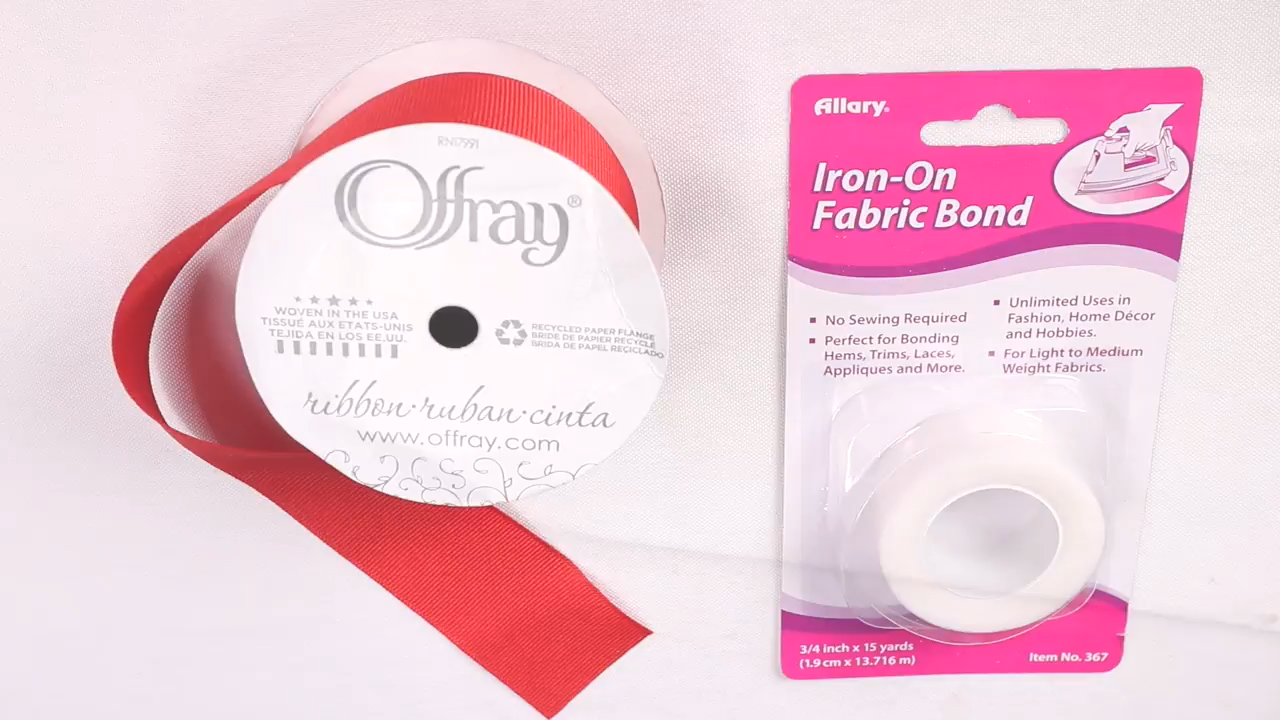 RN17991
Offray®
WOVEN IN THE USA
TISSUÉ AUX ETATS-UNIS
TEJIDA EN LOS EE.UU.
RECYCLED PAPER FLANGE
BRIDE DE PAPIER RECYCLÉ
BRIDA DE PAPEL RECICLADO
ribbon·ruban·cinta
www.offray.com
Allary®
Iron-On
Fabric Bond
No Sewing Required
Perfect for Bonding
Hems, Trims, Laces,
Appliques and More.
Unlimited Uses in
Fashion, Home Décor
and Hobbies.
For Light to Medium
Weight Fabrics.
3/4 inch x 15 yards
(1.9 cm x 13.716 m)
Item No. 367